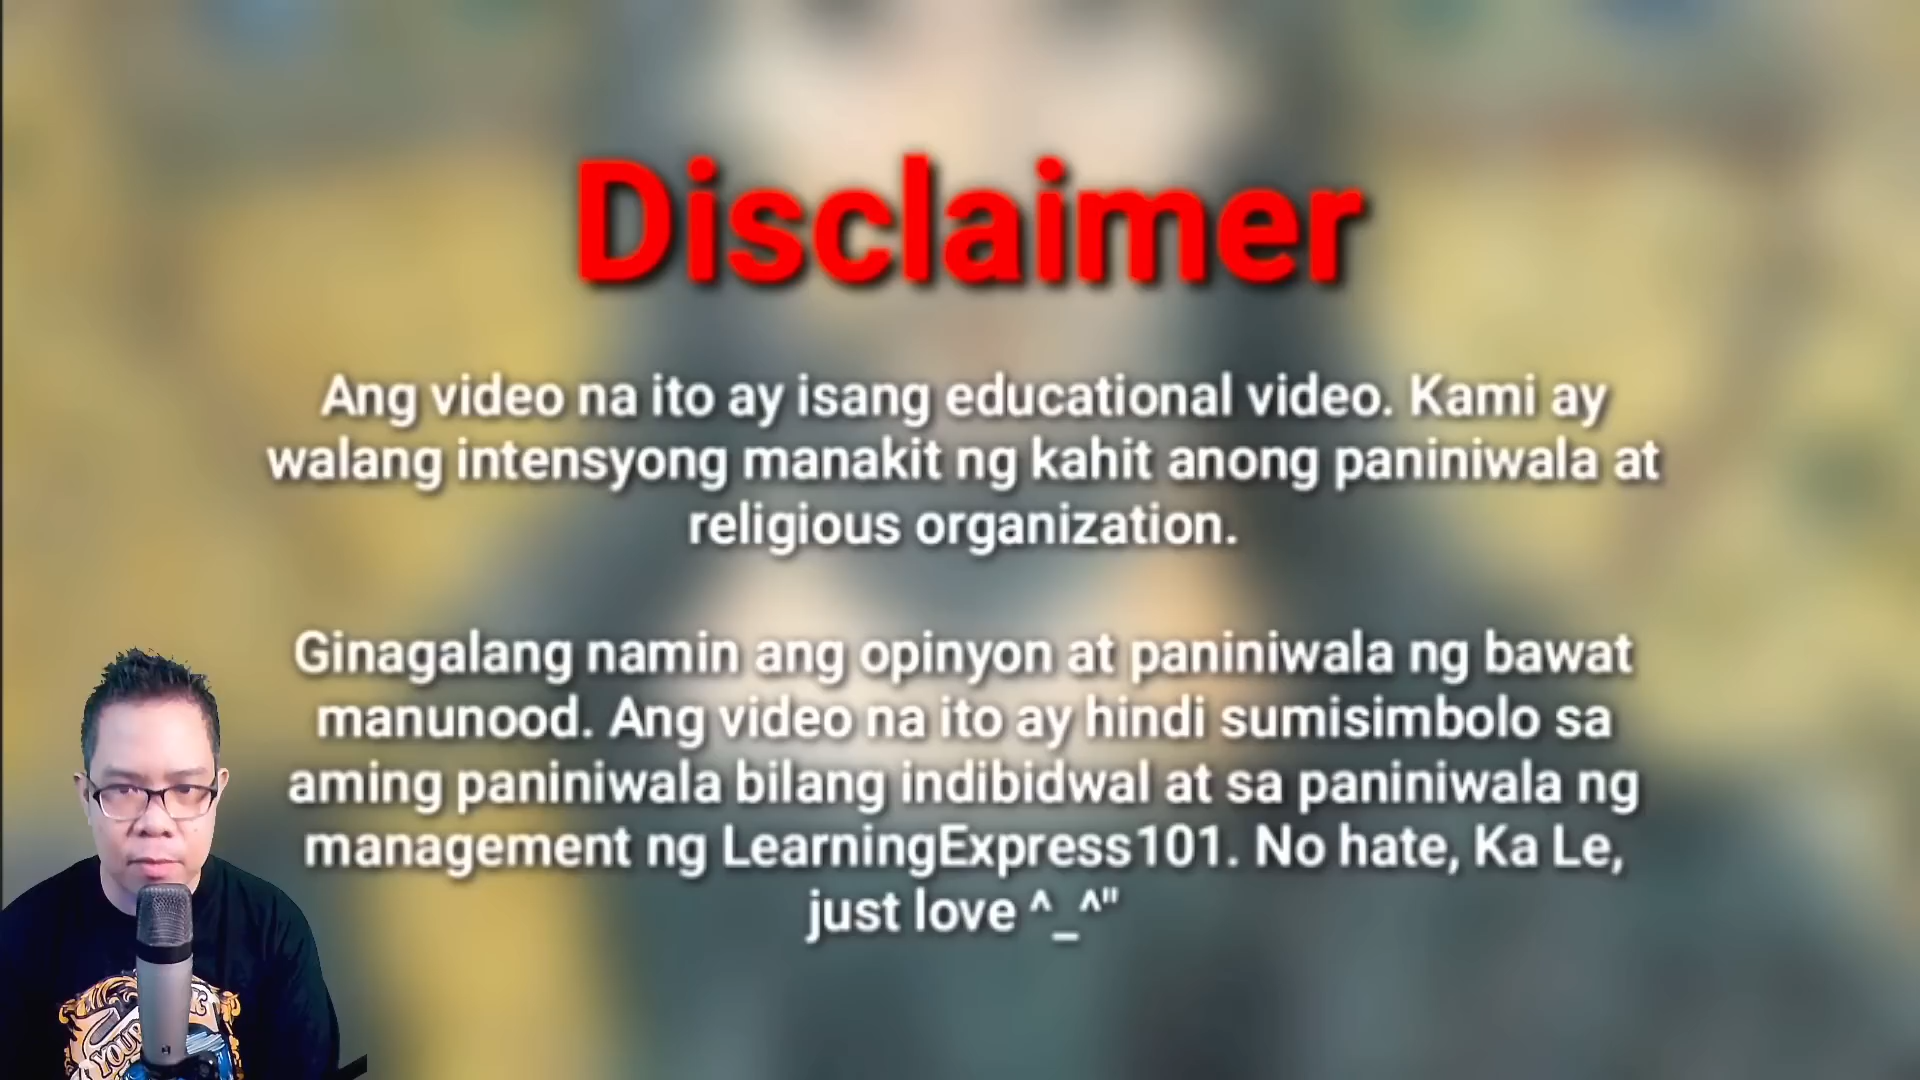 Disclaimer
Ang video na ito ay isang educational video. Kami ay
walang intensyong manakit ng kahit anong paniniwala at
religious organization.
Ginagalang namin ang opinyon at paniniwala ng bawat
manunood. Ang video na ito ay hindi sumisimbolo sa
aming paniniwala bilang indibidwal at sa paniniwala ng
management ng LearningExpress101. No hate, Ka Le,
just love ^_^"
YOUR